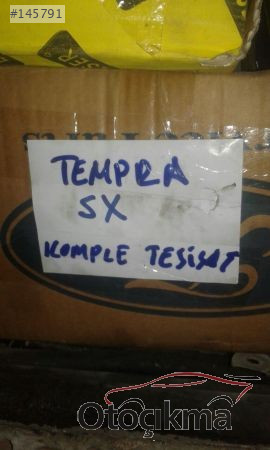 #145791
TEMPRA
SX
KOMPLE TESİSAT
Otoçıkma